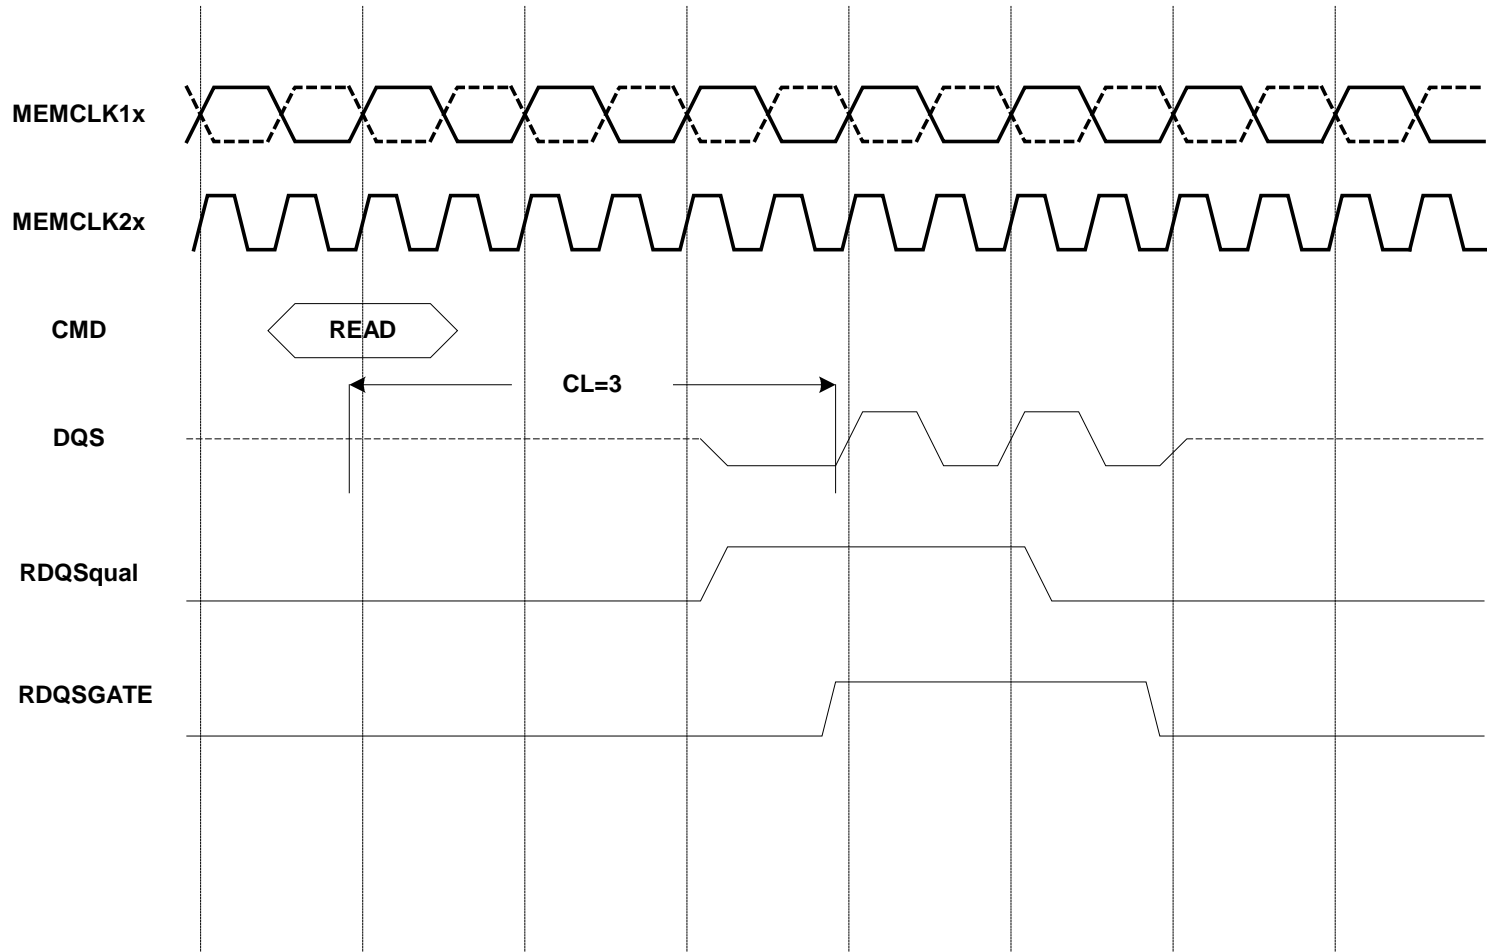 MEMCLK1x
MEMCLK2x
CMD
READ
CL=3
DQS
RDQSqual
RDQSGATE